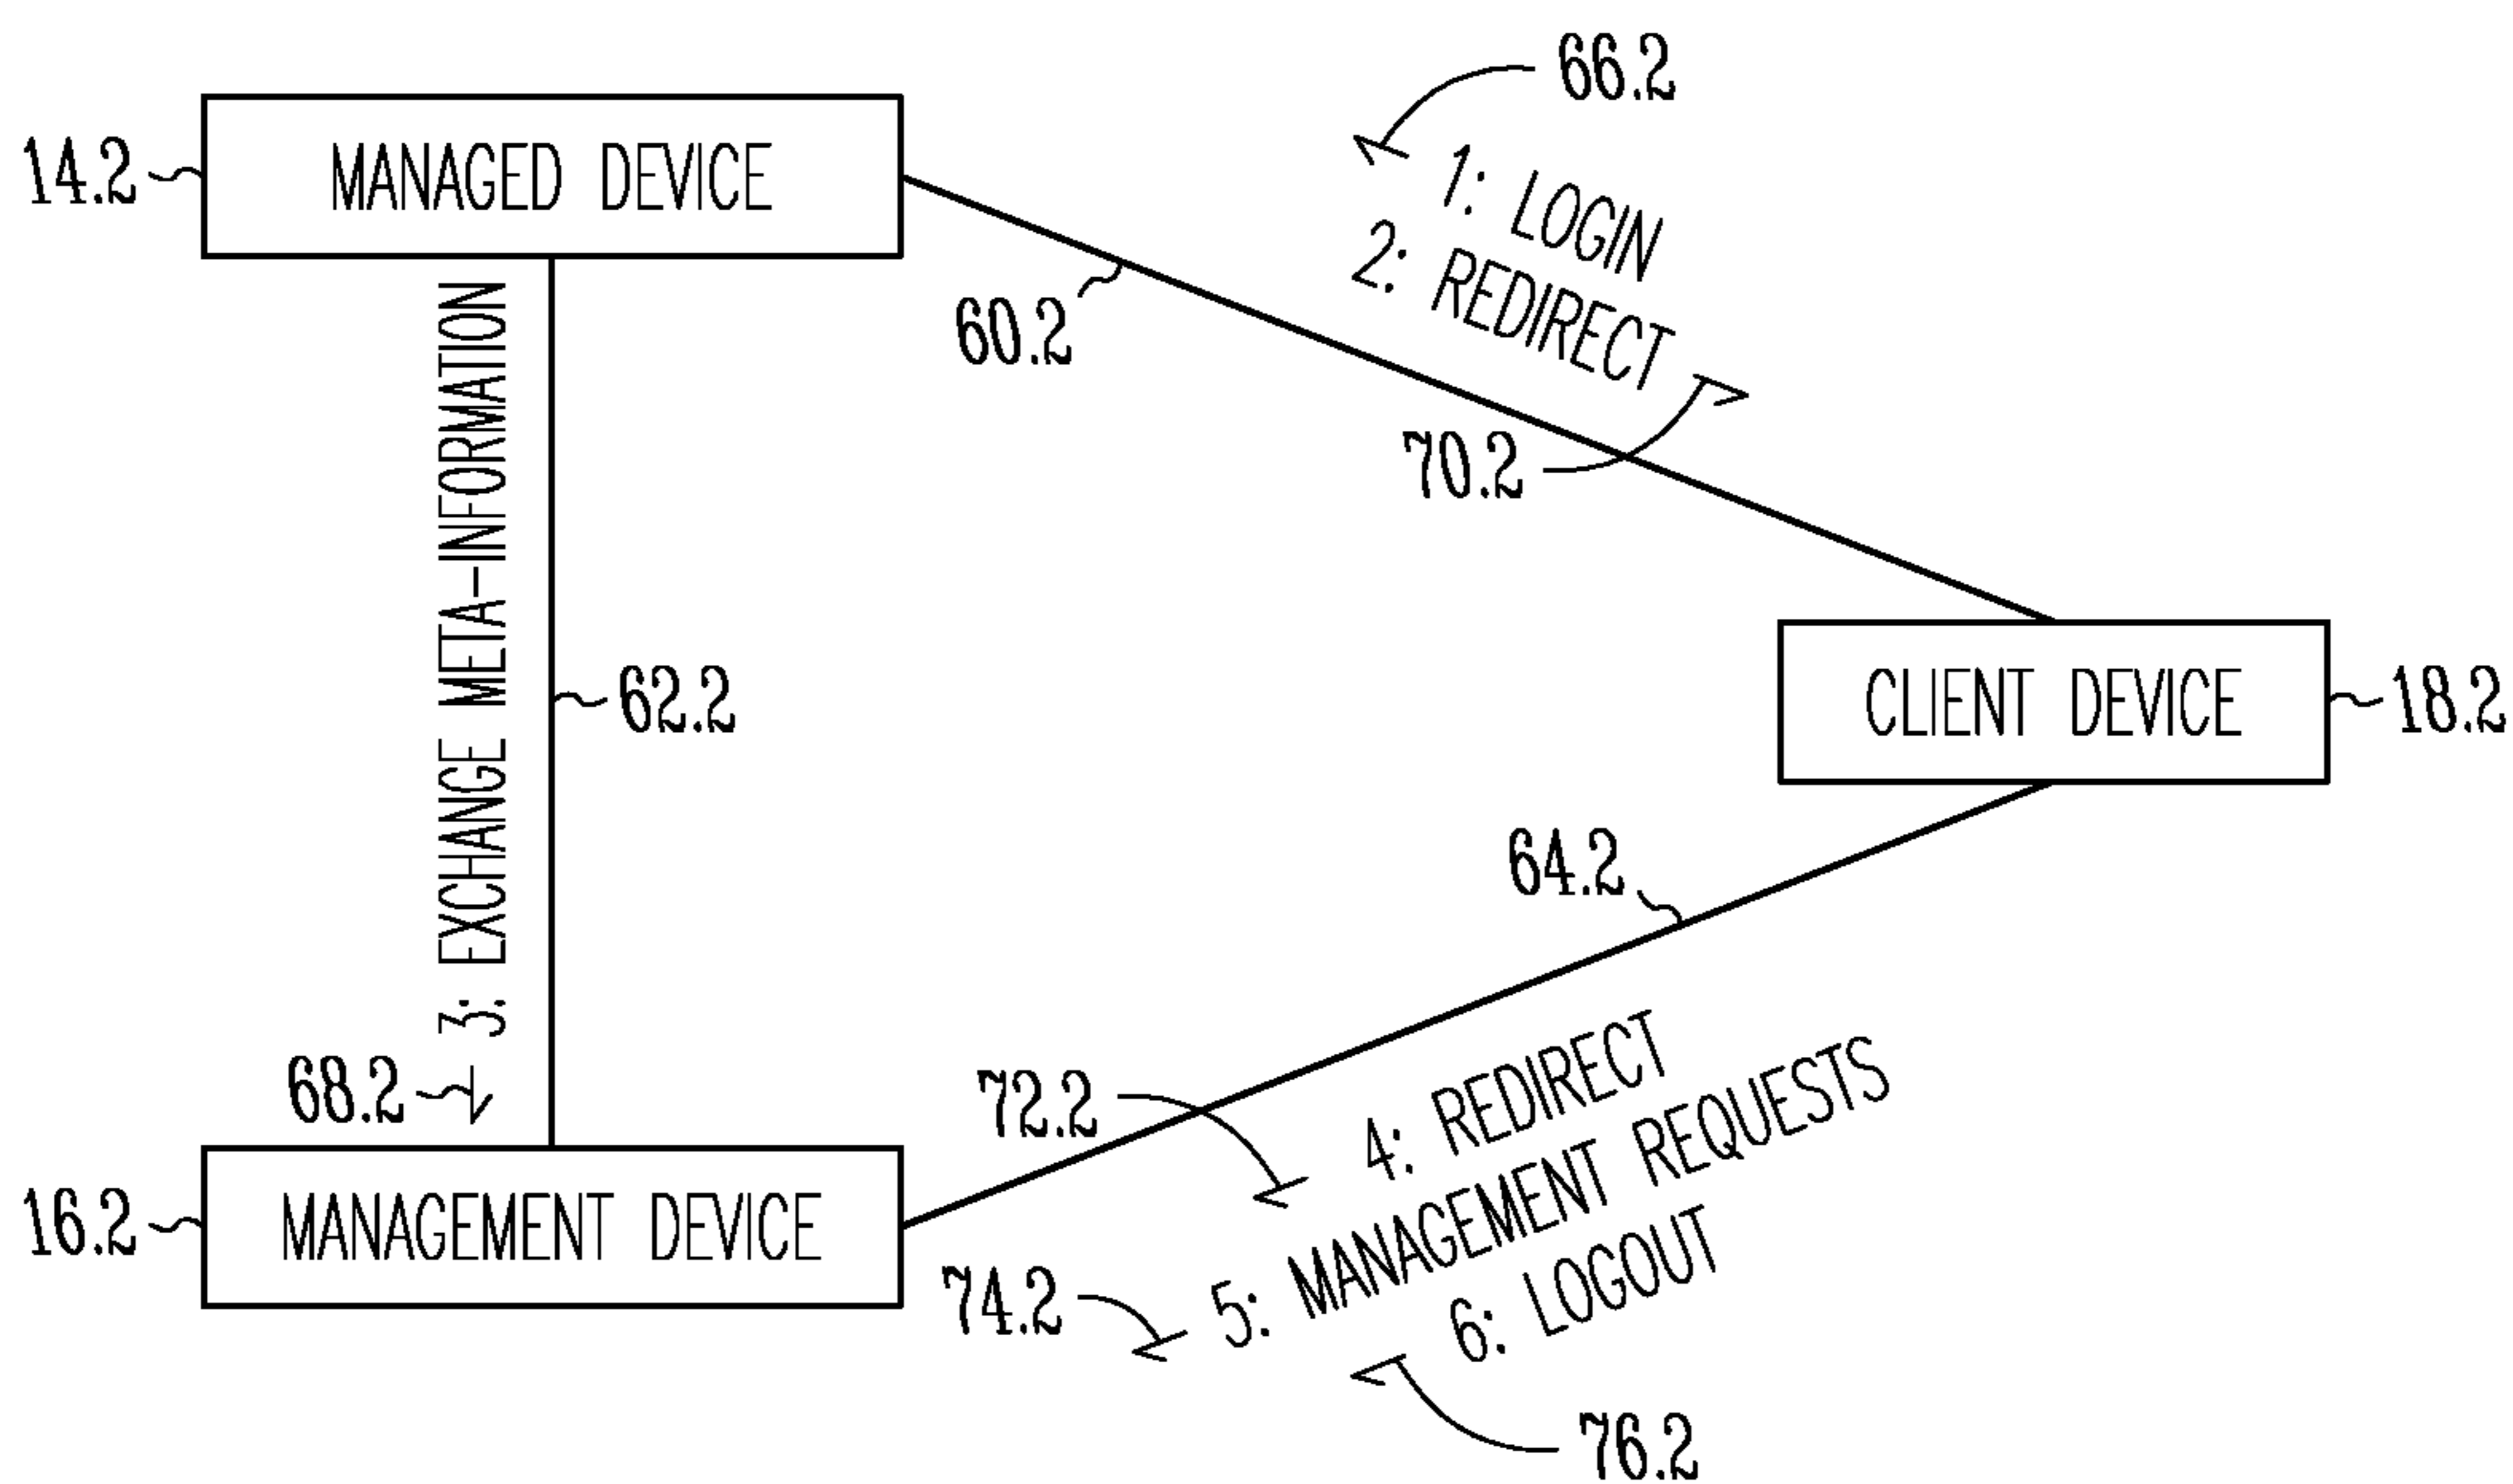 66.2
14.2
MANAGED DEVICE
1: LOGIN
2: REDIRECT
60.2
70.2
3: EXCHANGE META-INFORMATION
62.2
CLIENT DEVICE
18.2
64.2
68.2
72.2
4: REDIRECT
5: MANAGEMENT REQUESTS
6: LOGOUT
16.2
MANAGEMENT DEVICE
74.2
76.2